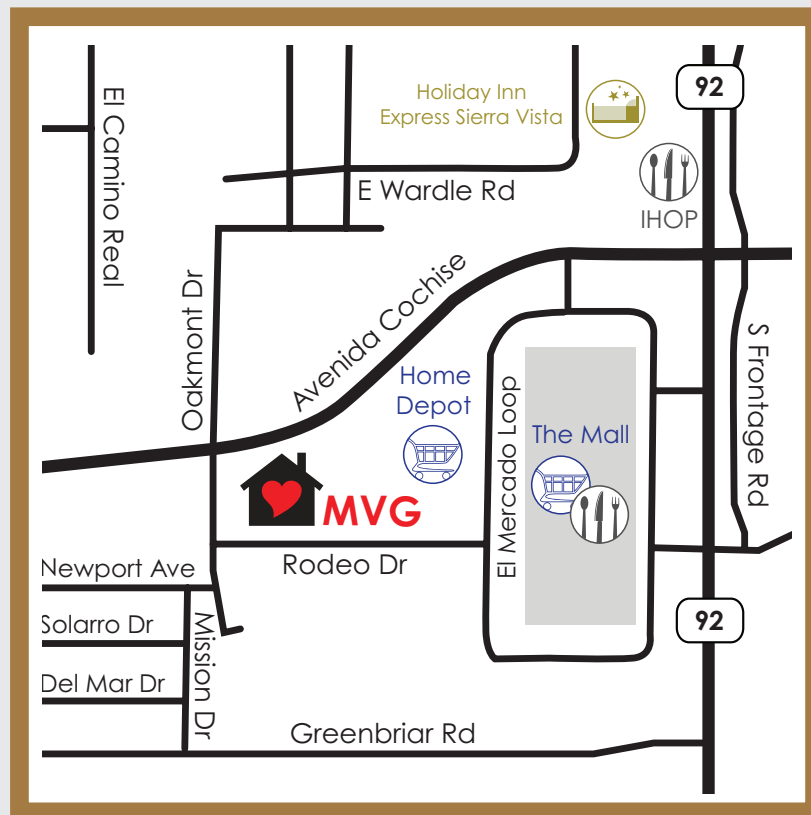 92
Holiday Inn
Express Sierra Vista
El Camino Real
E Wardle Rd
IHOP
Oakmont Dr
Avenida Cochise
S Frontage Rd
Home
Depot
El Mercado Loop
The Mall
MVG
Rodeo Dr
Newport Ave
Solarro Dr
Mission Dr
92
Del Mar Dr
Greenbriar Rd